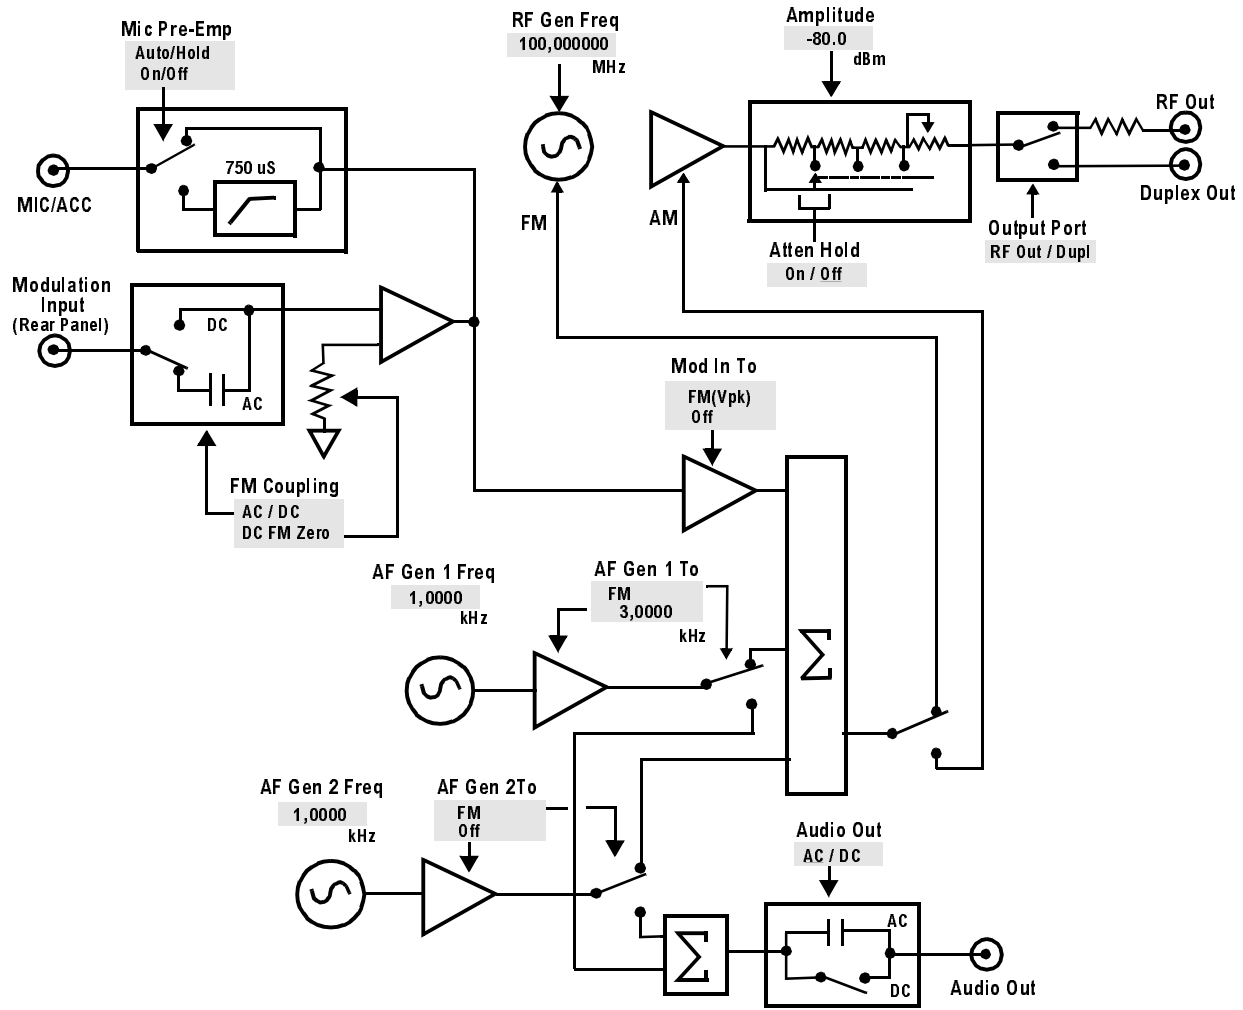 Mic Pre-Emp
Auto/Hold
On/Off
750 uS
MIC/ACC
RF Gen Freq
100,000000
MHz
FM
Amplitude
-80.0
dBm
AM
Atten Hold
On / Off
RF Out
Duplex Out
Output Port
RF Out / Dupl
Modulation
Input
(Rear Panel)
DC
AC
FM Coupling
AC / DC
DC FM Zero
Mod In To
FM(Vpk)
Off
AF Gen 1 Freq
1,0000
kHz
AF Gen 1 To
FM
3,0000
kHz
Σ
AF Gen 2 Freq
1,0000
kHz
AF Gen 2To
FM
Off
Σ
Audio Out
AC / DC
AC
DC
Audio Out